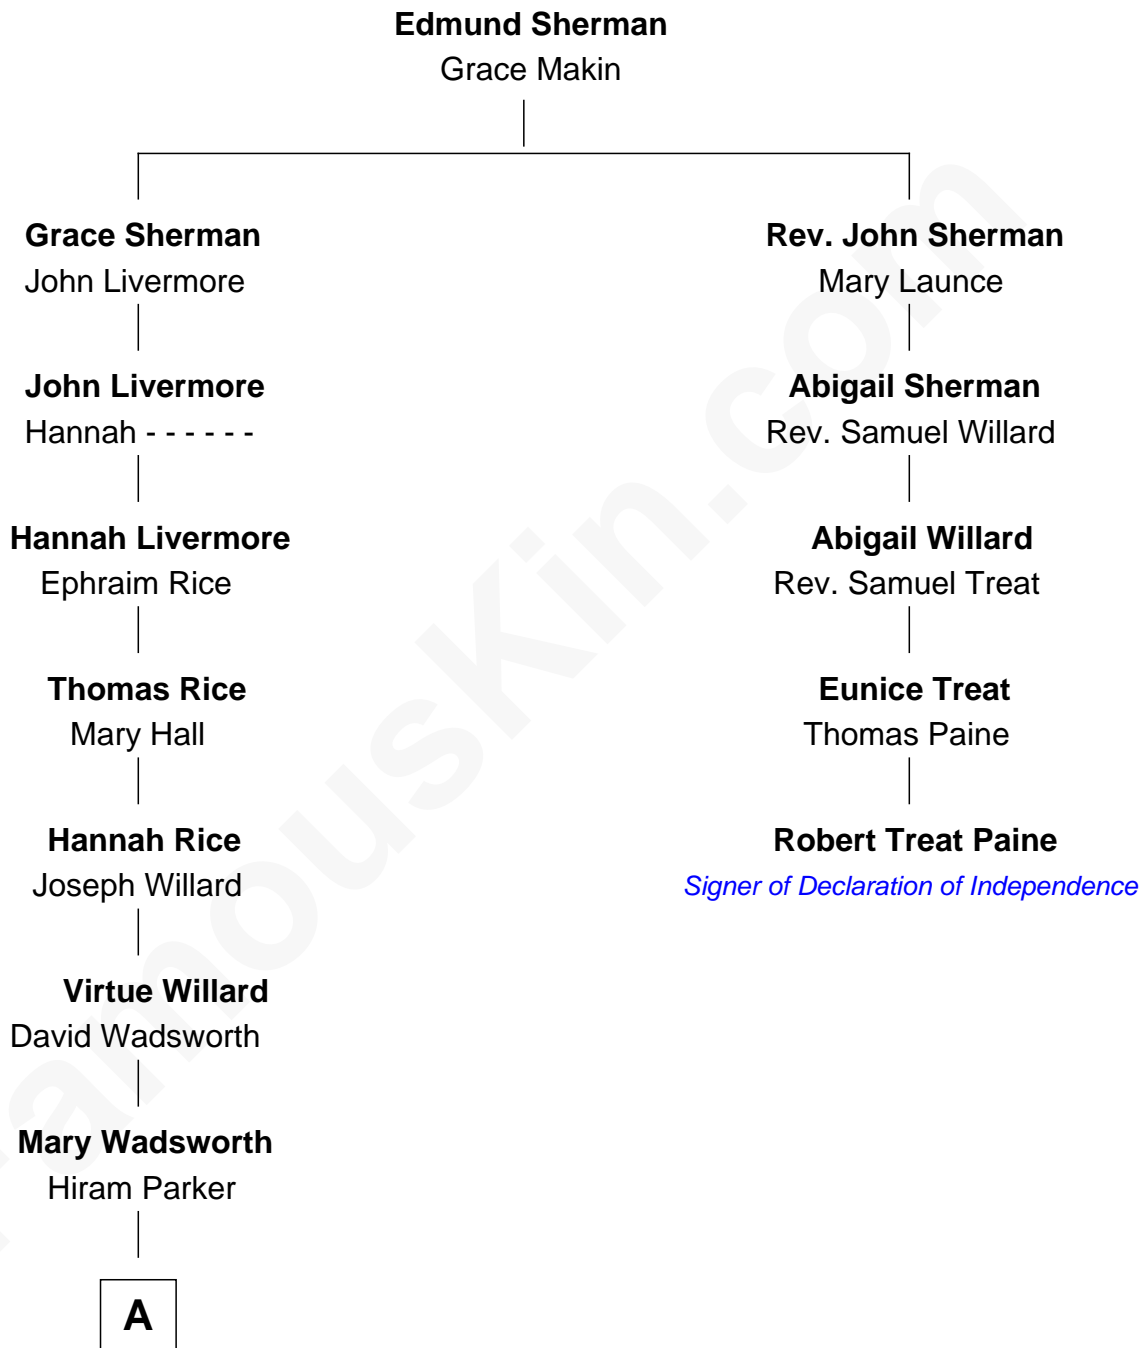 Edmund Sherman
Grace Makin
Grace Sherman
John Livermore
Rev. John Sherman
Mary Launce
John Livermore
Hannah - - - - - -
Abigail Sherman
Rev. Samuel Willard
Hannah Livermore
Ephraim Rice
Abigail Willard
Rev. Samuel Treat
Thomas Rice
Mary Hall
Eunice Treat
Thomas Paine
Hannah Rice
Joseph Willard
Robert Treat Paine
Signer of Declaration of Independence
Virtue Willard
David Wadsworth
Mary Wadsworth
Hiram Parker
A
FamousKin.com